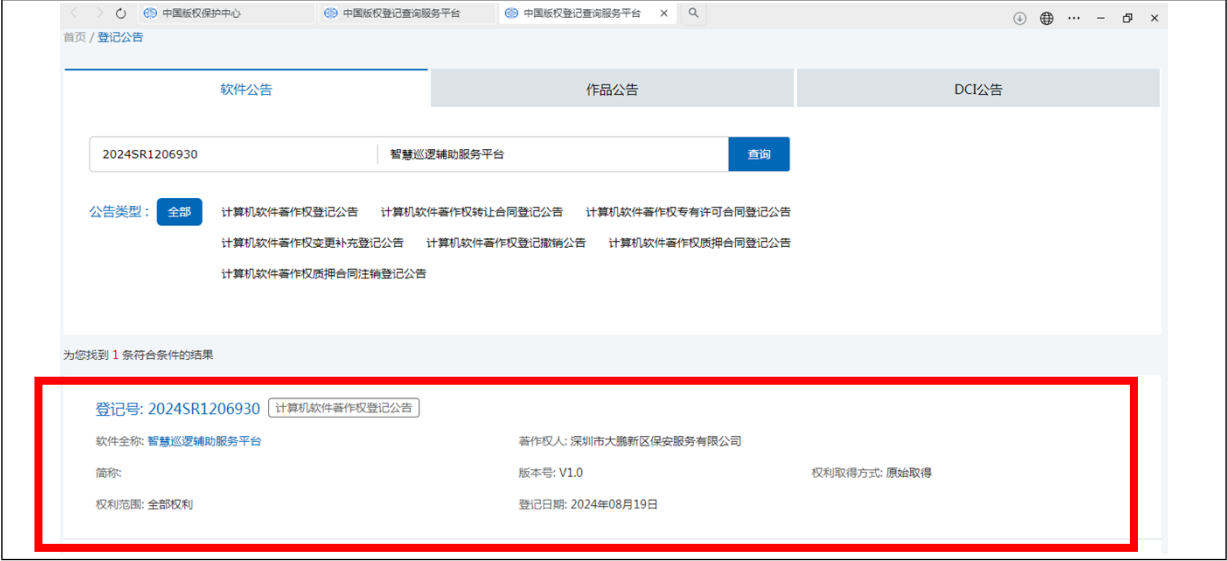 中国版权保护中心 中国版权登记查询服务平台 中国版权登记查询服务平台
首页 / 登记公告
软件公告 作品公告 DCI公告
2024SR1206930 智慧巡逻辅助服务平台 查询
公告类型： 全部 计算机软件著作权登记公告 计算机软件著作权转让合同登记公告 计算机软件著作权专有许可合同登记公告
计算机软件著作权变更补充登记公告 计算机软件著作权登记撤销公告 计算机软件著作权质押合同登记公告
计算机软件著作权质押合同注销登记公告
为您找到 1 条符合条件的结果
登记号: 2024SR1206930 计算机软件著作权登记公告
软件全称: 智慧巡逻辅助服务平台 著作权人: 深圳市大鹏新区保安服务有限公司
简称: 版本号: V1.0 权利取得方式: 原始取得
权利范围: 全部权利 登记日期: 2024年08月19日